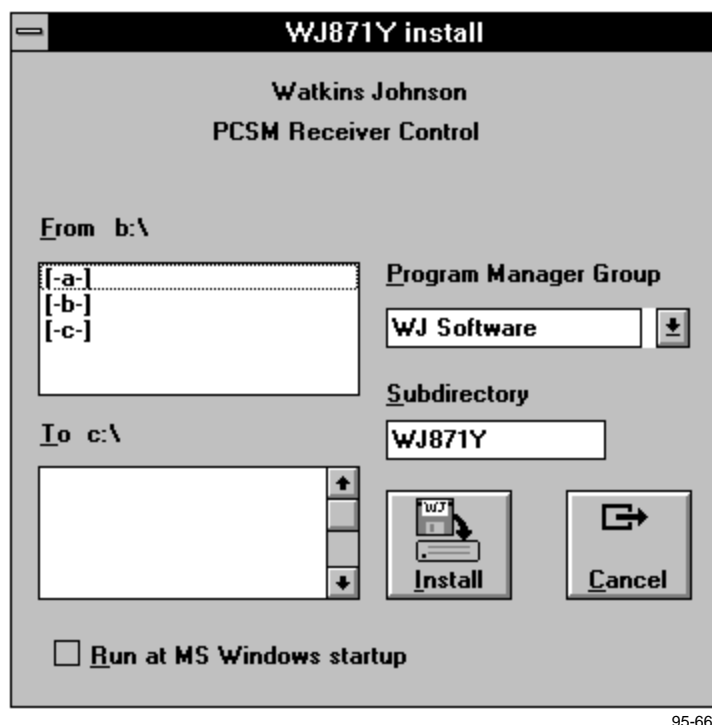 WJ871Y install
Watkins Johnson
PCSM Receiver Control
From b:\
[-a-]
[-b-]
[-c-]
Program Manager Group
WJ Software
Subdirectory
WJ871Y
To c:\
WJ
Install
Cancel
Run at MS Windows startup
95-66